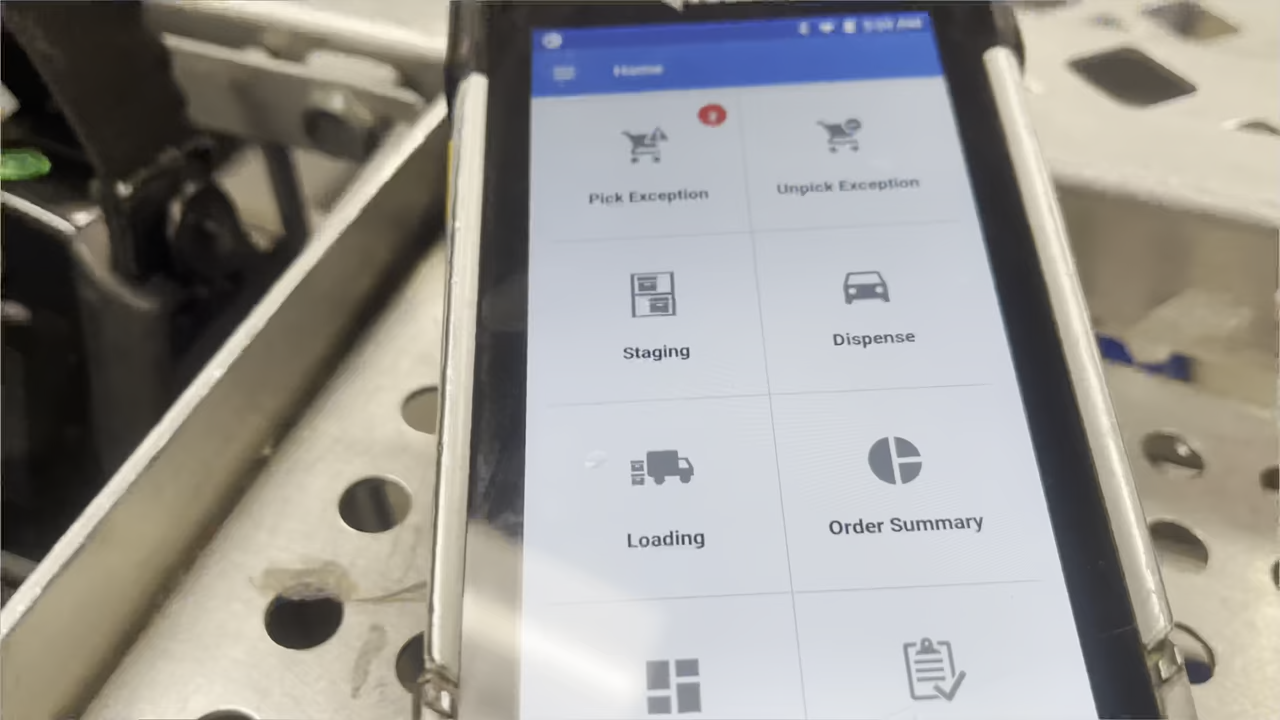 Home
Pick Exception
Unpick Exception
Staging
Dispense
Loading
Order Summary